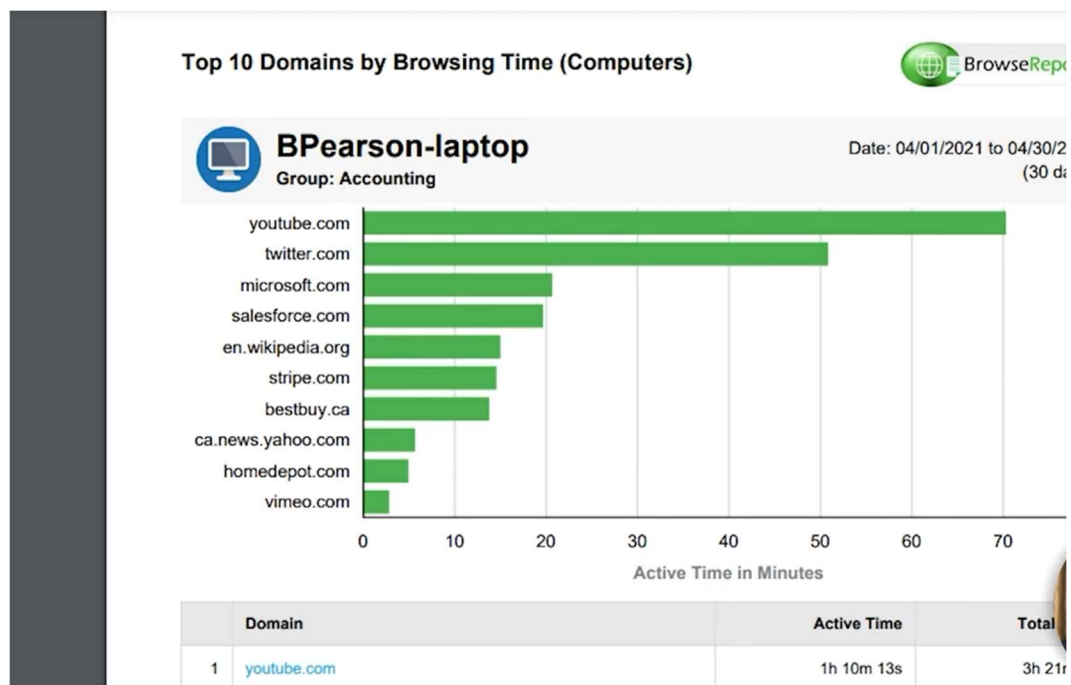 Top 10 Domains by Browsing Time (Computers)
BrowseRepo
BPearson-laptop
Date: 04/01/2021 to 04/30/2
Group: Accounting
(30 da
youtube.com
twitter.com
microsoft.com
salesforce.com
en.wikipedia.org
stripe.com
bestbuy.ca
ca.news.yahoo.com
homedepot.com
vimeo.com
0 10 20 30 40 50 60 70
Active Time in Minutes
Domain Active Time Total
1 youtube.com 1h 10m 13s 3h 21